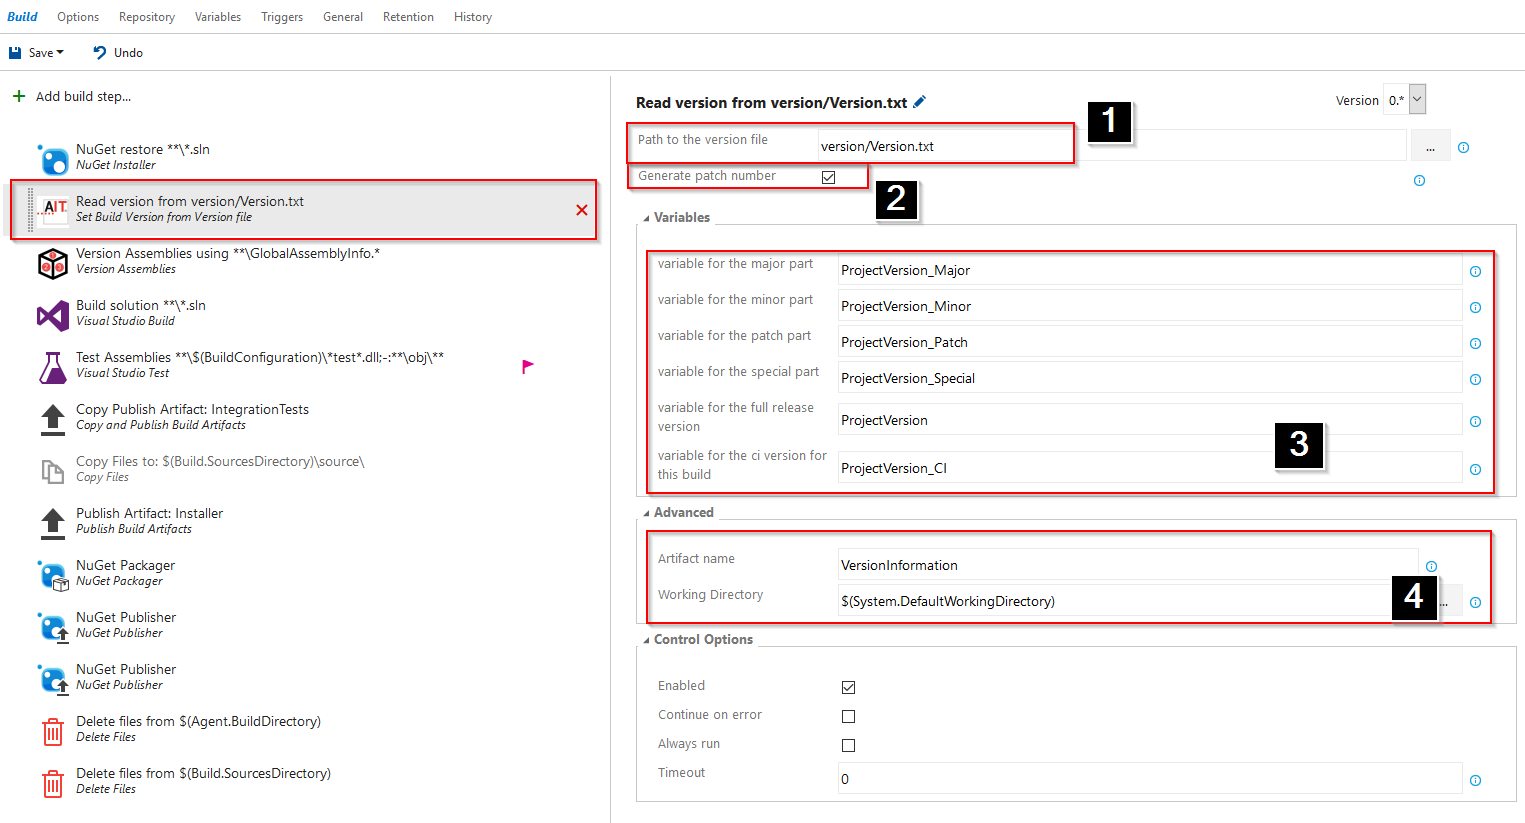 Build Options Repository Variables Triggers General Retention History
Save Undo
Add build step...
NuGet restore **\*.sln
NuGet Installer
AIT
Read version from version/Version.txt
Set Build Version from Version file
Version Assemblies using **\GlobalAssemblyInfo.*
Version Assemblies
Build solution **\*.sln
Visual Studio Build
Test Assemblies **\$(BuildConfiguration)\*test*.dll;-:**\obj\**
Visual Studio Test
Copy Publish Artifact: IntegrationTests
Copy and Publish Build Artifacts
Copy Files to: $(Build.SourcesDirectory)\source\
Copy Files
Publish Artifact: Installer
Publish Build Artifacts
NuGet Packager
NuGet Packager
NuGet Publisher
NuGet Publisher
NuGet Publisher
NuGet Publisher
Delete files from $(Agent.BuildDirectory)
Delete Files
Delete files from $(Build.SourcesDirectory)
Delete Files
Read version from version/Version.txt
Version 0.*
1
Path to the version file version/Version.txt ...
Generate patch number
2
Variables
variable for the major part ProjectVersion_Major
variable for the minor part ProjectVersion_Minor
variable for the patch part ProjectVersion_Patch
variable for the special part ProjectVersion_Special
variable for the full release
version
ProjectVersion
3
variable for the ci version for
this build
ProjectVersion_CI
Advanced
Artifact name VersionInformation
Working Directory $(System.DefaultWorkingDirectory) ...
4
Control Options
Enabled
Continue on error
Always run
Timeout 0